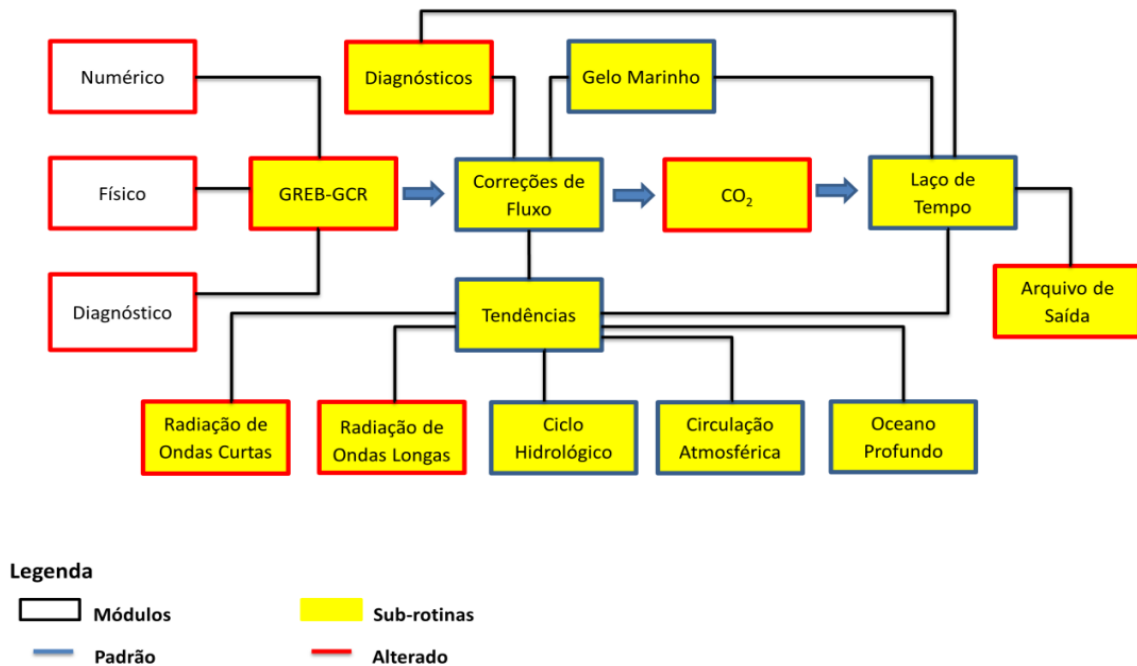 Numérico
Diagnósticos
Gelo Marinho
Físico
GREB-GCR
Correções de
Fluxo
CO₂
Laço de
Tempo
Diagnóstico
Tendências
Arquivo de
Saída
Radiação de
Ondas Curtas
Radiação de
Ondas Longas
Ciclo
Hidrológico
Circulação
Atmosférica
Oceano
Profundo
Legenda
Módulos
Sub-rotinas
Padrão
Alterado